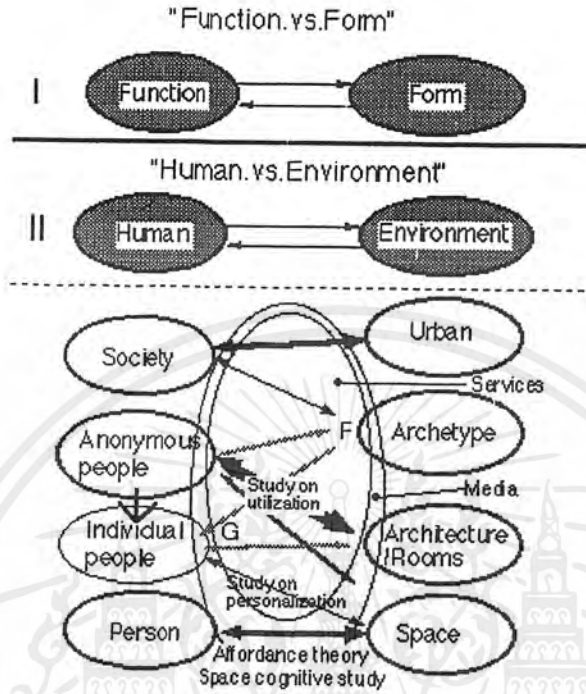 "Function.vs.Form"
I
Function
Form
"Human.vs.Environment"
II
Human
Environment
Society
Urban
Services
Anonymous
people
F
Archetype
Study on
utilization
Media
Individual
people
G
Architecture
/Rooms
Study on
personalization
Person
Space
Affordance theory
Space cognitive study